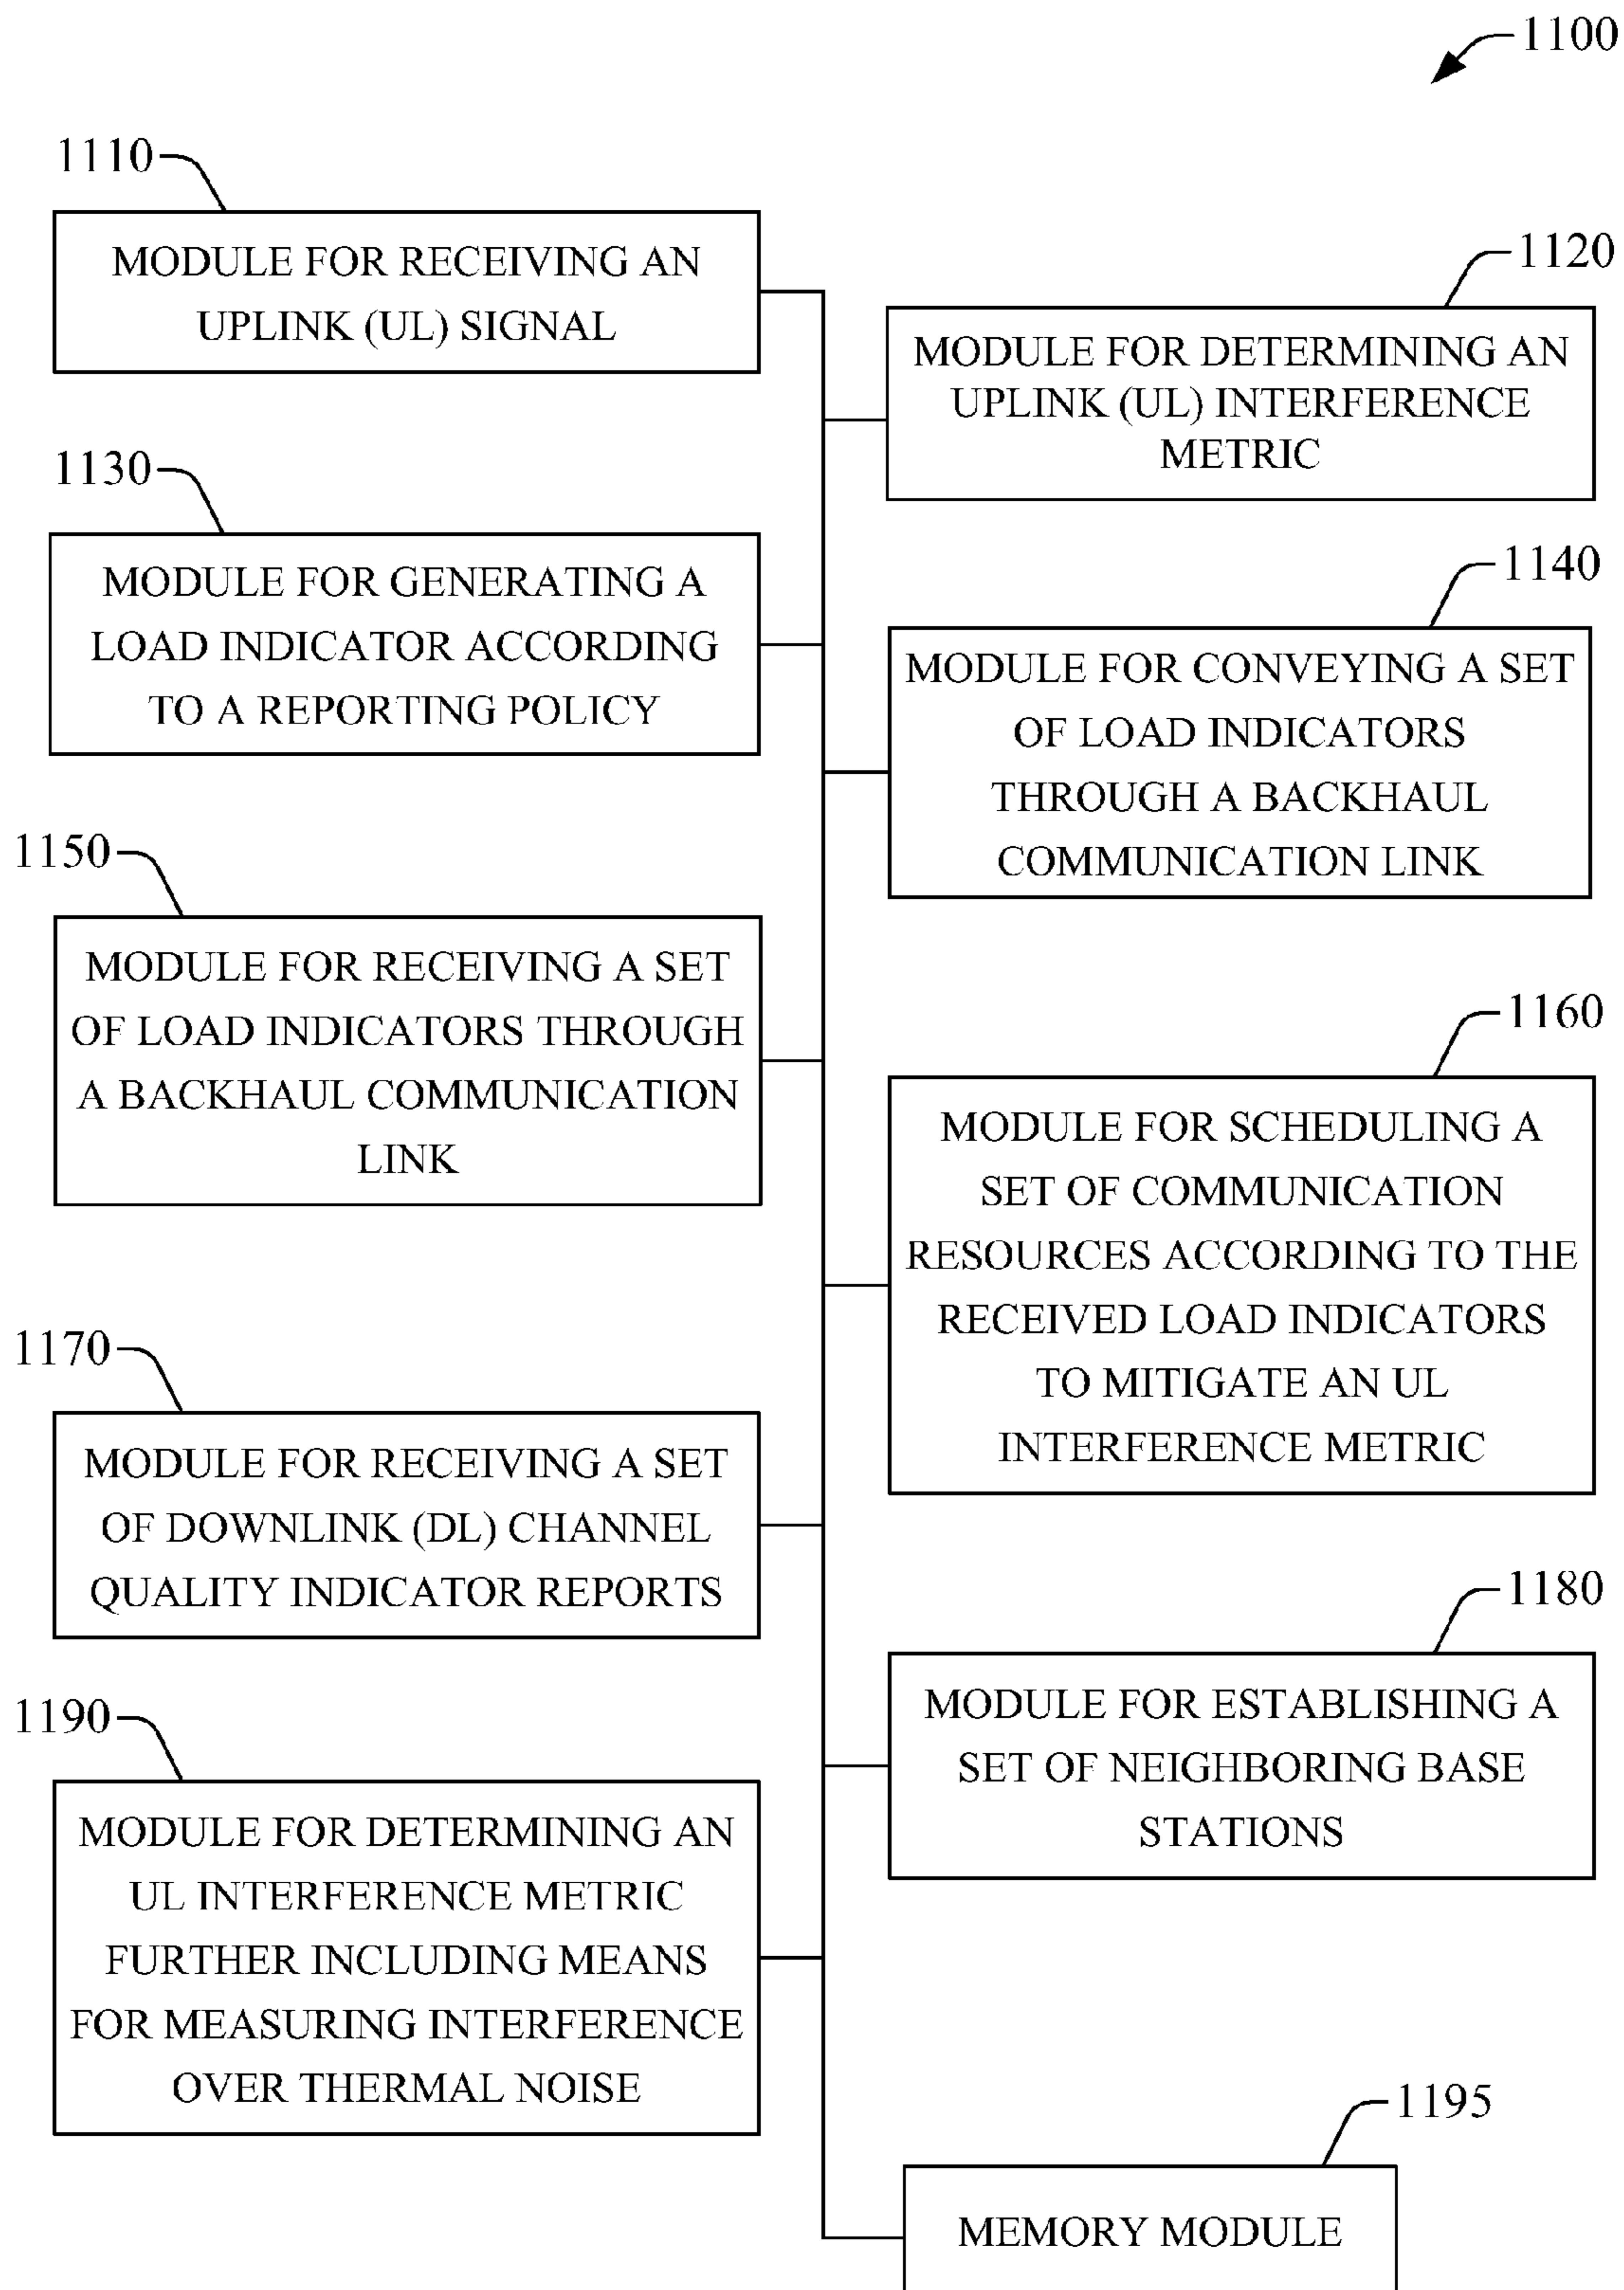 1100
1110
MODULE FOR RECEIVING AN
UPLINK (UL) SIGNAL
1120
MODULE FOR DETERMINING AN
UPLINK (UL) INTERFERENCE
METRIC
1130
MODULE FOR GENERATING A
LOAD INDICATOR ACCORDING
TO A REPORTING POLICY
1140
MODULE FOR CONVEYING A SET
OF LOAD INDICATORS
THROUGH A BACKHAUL
COMMUNICATION LINK
1150
MODULE FOR RECEIVING A SET
OF LOAD INDICATORS THROUGH
A BACKHAUL COMMUNICATION
LINK
1160
MODULE FOR SCHEDULING A
SET OF COMMUNICATION
RESOURCES ACCORDING TO THE
RECEIVED LOAD INDICATORS
TO MITIGATE AN UL
INTERFERENCE METRIC
1170
MODULE FOR RECEIVING A SET
OF DOWNLINK (DL) CHANNEL
QUALITY INDICATOR REPORTS
1180
MODULE FOR ESTABLISHING A
SET OF NEIGHBORING BASE
STATIONS
1190
MODULE FOR DETERMINING AN
UL INTERFERENCE METRIC
FURTHER INCLUDING MEANS
FOR MEASURING INTERFERENCE
OVER THERMAL NOISE
1195
MEMORY MODULE